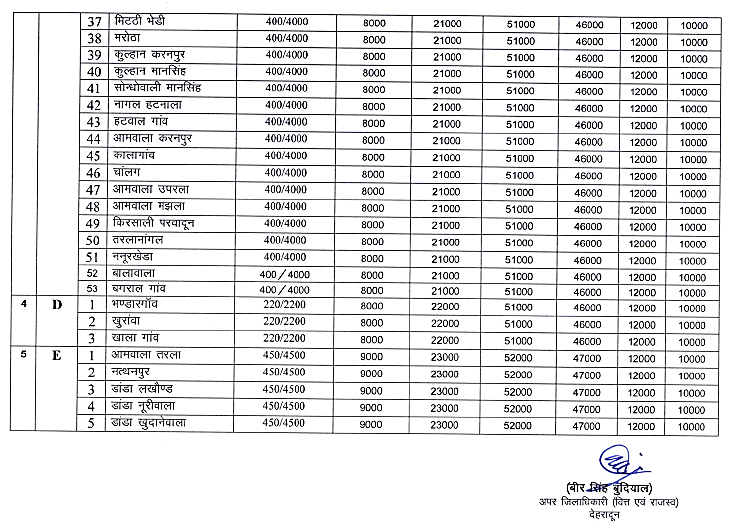 37 मिटटी भेडी 400/4000 8000 21000 51000 46000 12000 10000
38 मरोठा 400/4000 8000 21000 51000 46000 12000 10000
39 कुल्हान करनपुर 400/4000 8000 21000 51000 46000 12000 10000
40 कुल्हान मानसिंह 400/4000 8000 21000 51000 46000 12000 10000
41 सोन्धोवाली मानसिंह 400/4000 8000 21000 51000 46000 12000 10000
42 नागल हटनाला 400/4000 8000 21000 51000 46000 12000 10000
43 हटवाल गांव 400/4000 8000 21000 51000 46000 12000 10000
44 आमवाला करनपुर 400/4000 8000 21000 51000 46000 12000 10000
45 कालागांव 400/4000 8000 21000 51000 46000 12000 10000
46 चांलग 400/4000 8000 21000 51000 46000 12000 10000
47 आमवाला उपरला 400/4000 8000 21000 51000 46000 12000 10000
48 आमवाला मझला 400/4000 8000 21000 51000 46000 12000 10000
49 किरसाली परवादून 400/4000 8000 21000 51000 46000 12000 10000
50 तरलानांगल 400/4000 8000 21000 51000 46000 12000 10000
51 ननूरखेडा 400/4000 8000 21000 51000 46000 12000 10000
52 बालावाला 400/4000 8000 21000 51000 46000 12000 10000
53 बगराल गांव 400/4000 8000 21000 51000 46000 12000 10000
4 D 1 भण्डारगॉव 220/2200 8000 22000 51000 46000 12000 10000
2 खुरांवा 220/2200 8000 22000 51000 46000 12000 10000
3 खाला गांव 220/2200 8000 22000 51000 46000 12000 10000
5 E 1 आमवाला तरला 450/4500 9000 23000 52000 47000 12000 10000
2 नत्थनपुर 450/4500 9000 23000 52000 47000 12000 10000
3 डांडा लखौण्ड 450/4500 9000 23000 52000 47000 12000 10000
4 डांडा नूरीवाला 450/4500 9000 23000 52000 47000 12000 10000
5 डांडा खुदानेवाला 450/4500 9000 23000 52000 47000 12000 10000
(बीर सिंह बुदियाल)
अपर जिलाधिकारी (वित्त एवं राजस्व)
देहरादून